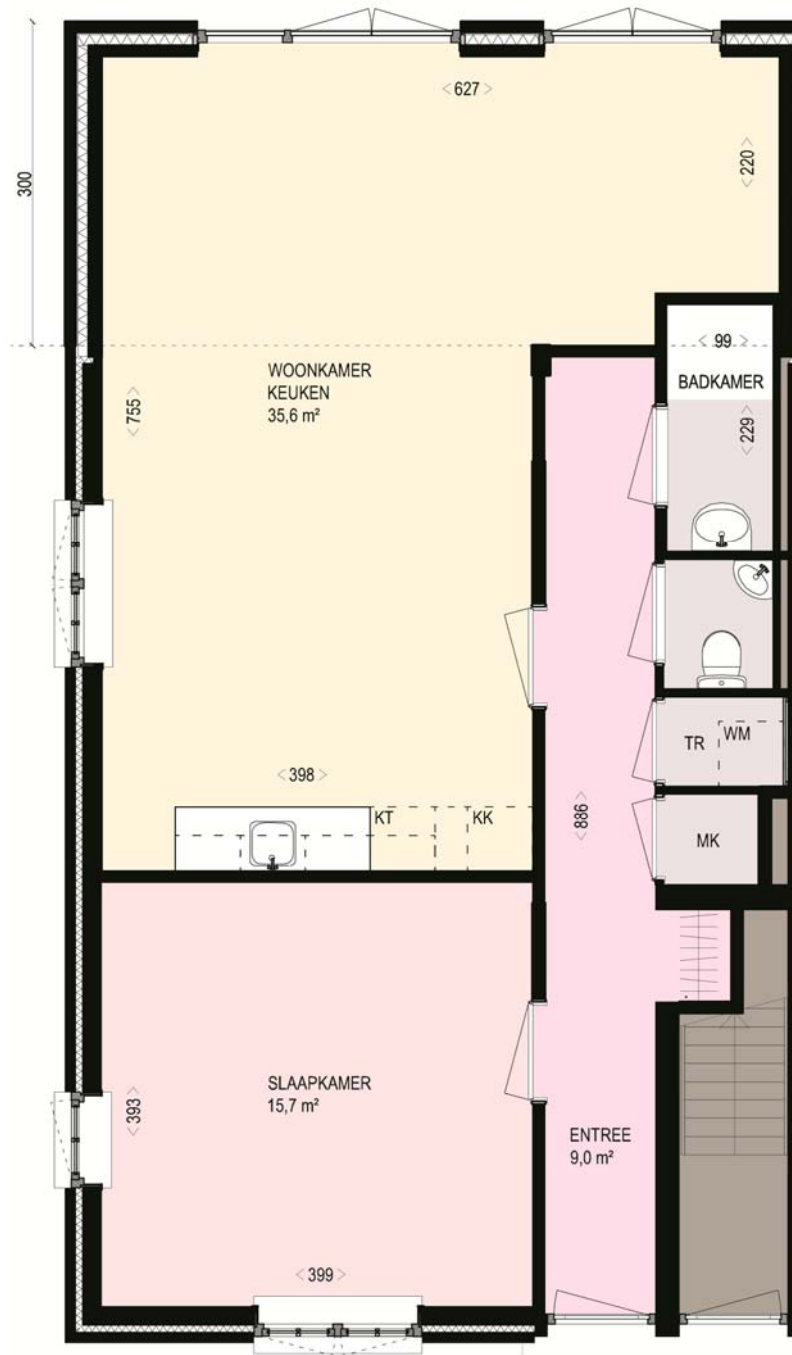 < 627 >
< 220 >
300
< 99 >
WOONKAMER
KEUKEN
35,6 m²
BADKAMER
< 755 >
< 229 >
TR
WM
< 398 >
KT
KK
< 886 >
MK
SLAAPKAMER
15,7 m²
< 393 >
ENTREE
9,0 m²
< 399 >